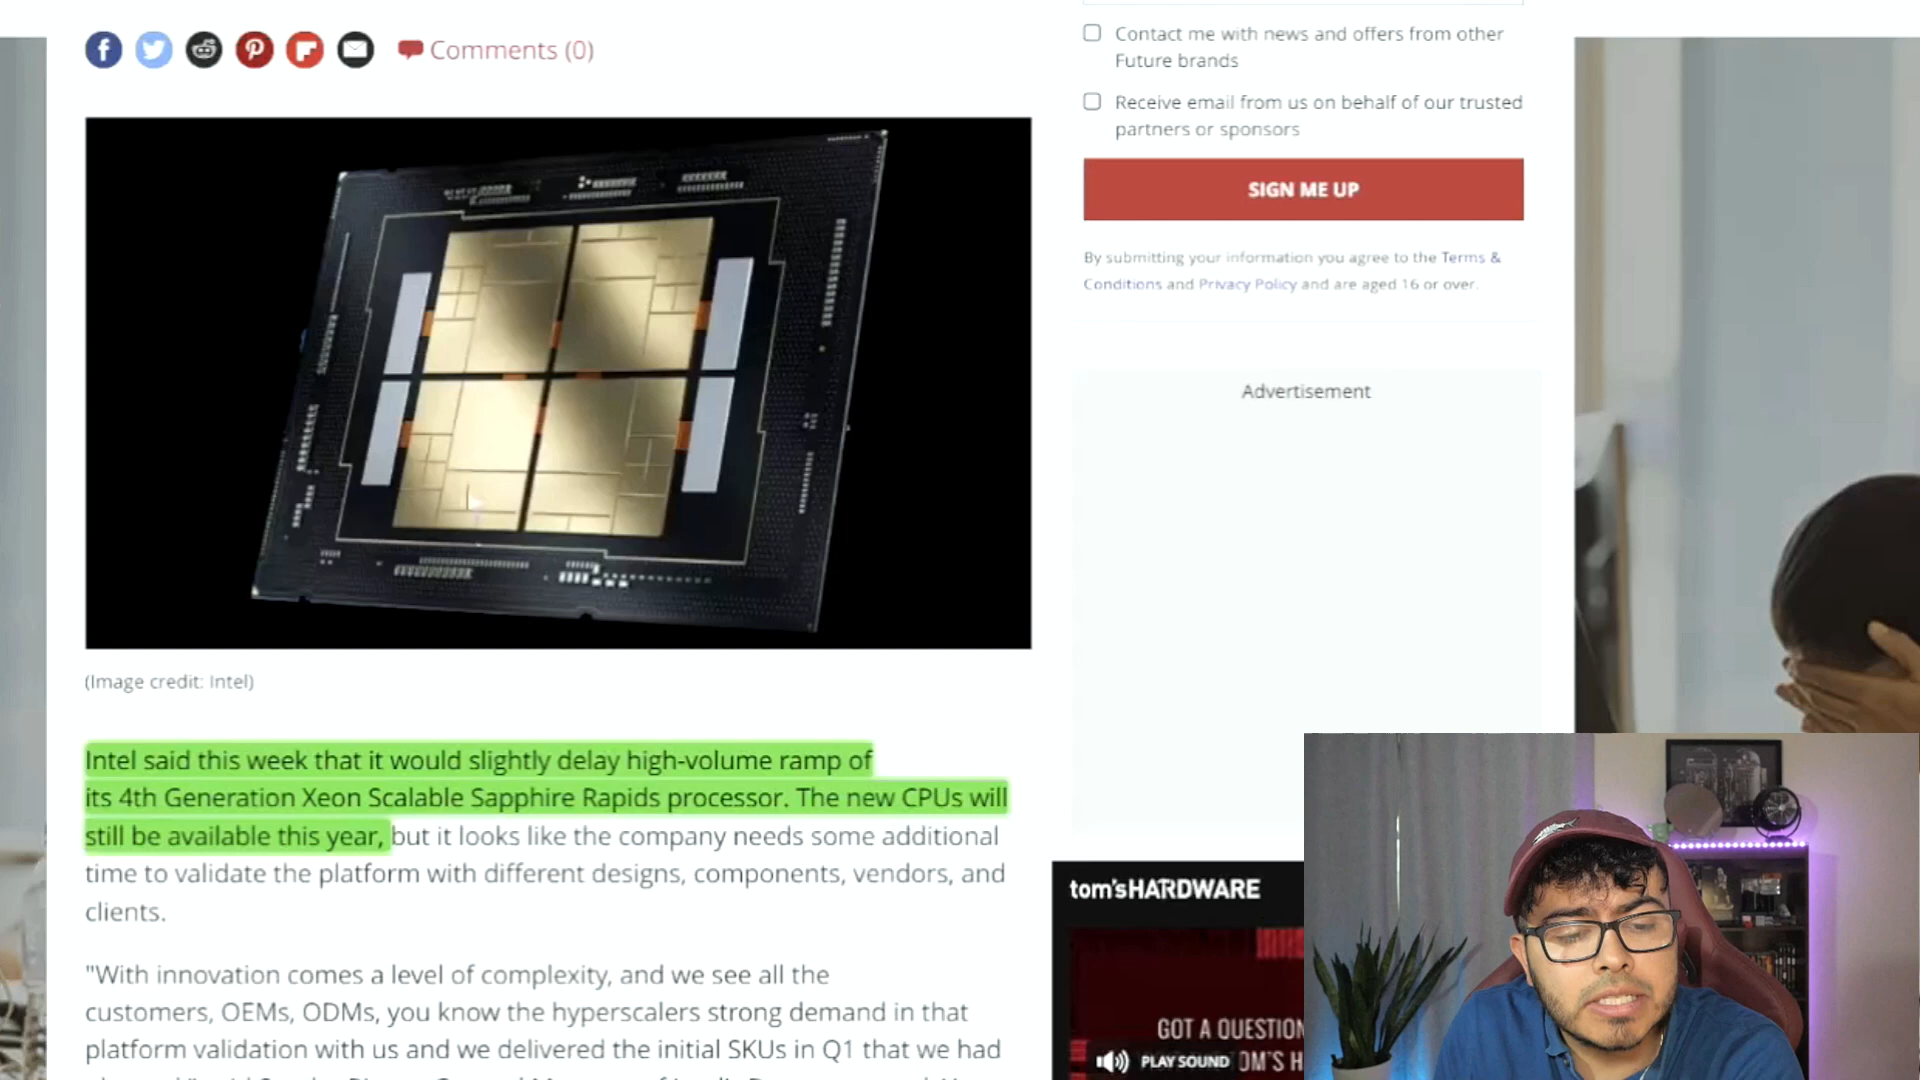 Comments (0)
Contact me with news and offers from other
Future brands
Receive email from us on behalf of our trusted
partners or sponsors
SIGN ME UP
By submitting your information you agree to the Terms &
Conditions and Privacy Policy and are aged 16 or over.
Advertisement
(Image credit: Intel)
Intel said this week that it would slightly delay high-volume ramp of
its 4th Generation Xeon Scalable Sapphire Rapids processor. The new CPUs will
still be available this year, but it looks like the company needs some additional
time to validate the platform with different designs, components, vendors, and
clients.
"With innovation comes a level of complexity, and we see all the
customers, OEMs, ODMs, you know the hyperscalers strong demand in that
platform validation with us and we delivered the initial SKUs in Q1 that we had
tom'sHARDWARE
GOT A QUESTION
PLAY SOUND